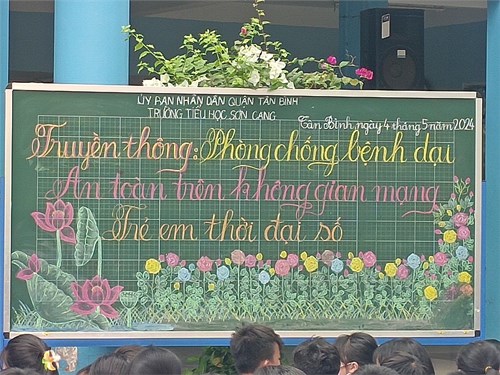 ỦY BAN NHÂN DÂN QUẬN TÂN BÌNH
TRƯỜNG TIỂU HỌC SƠN CANG
Tân Bình, ngày 4 tháng 5 năm 2024
Truyền thông: Phòng chống bệnh dại
An toàn trên không gian mạng
Trẻ em thời đại số